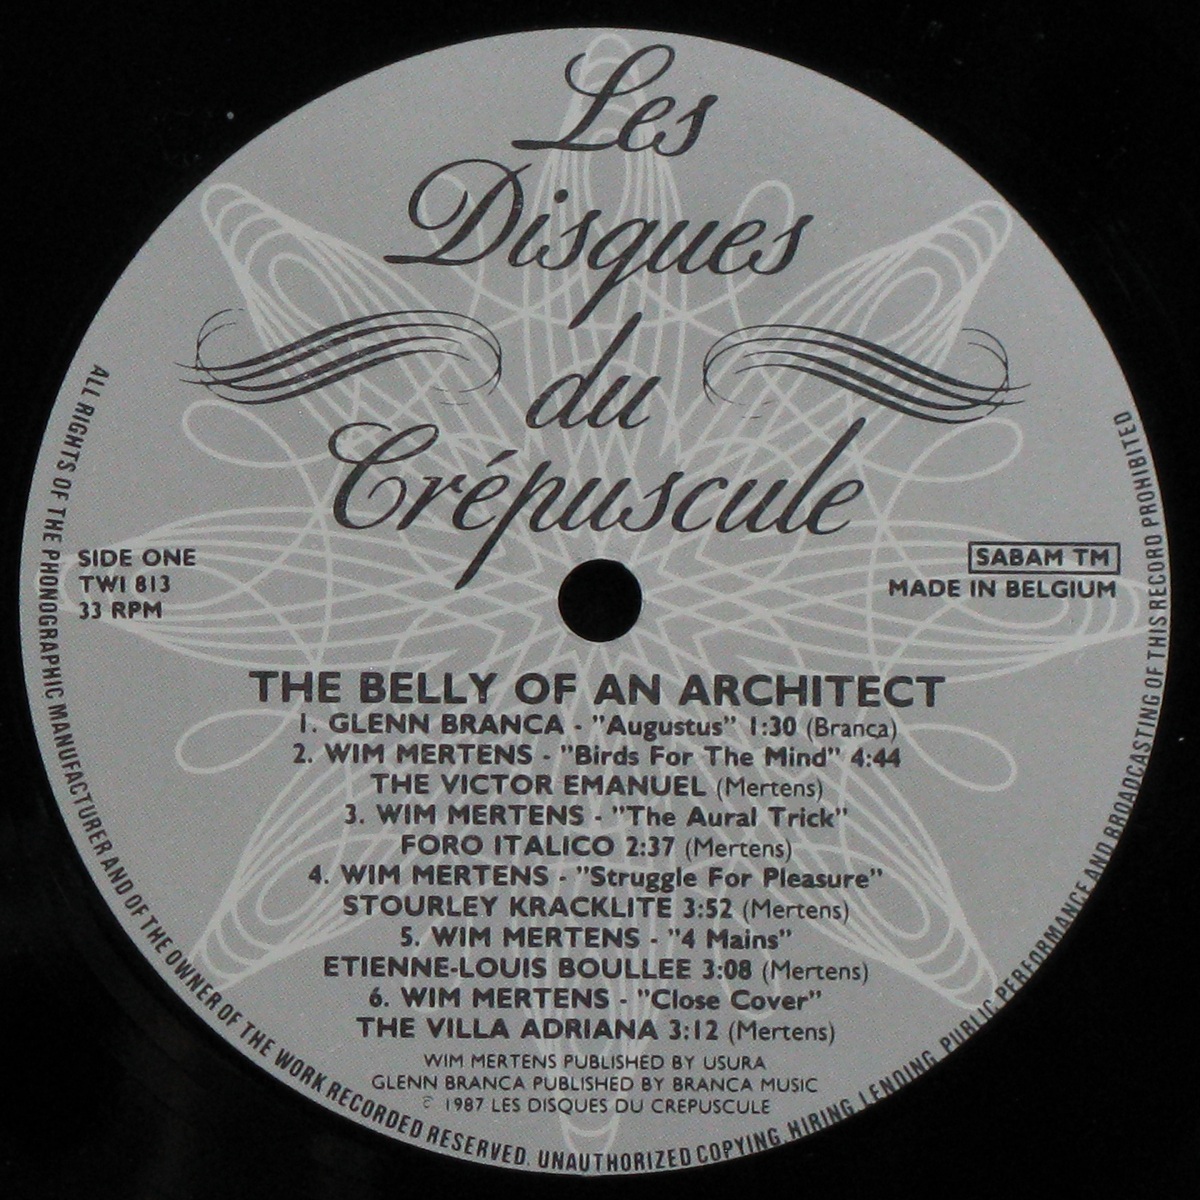 Les
Disques
du
Crépuscule
SIDE ONE
TWI 813
33 RPM
SABAM TM
MADE IN BELGIUM
THE BELLY OF AN ARCHITECT
1. GLENN BRANCA - "Augustus" 1:30 (Branca)
2. WIM MERTENS - "Birds For The Mind" 4:44
THE VICTOR EMANUEL (Mertens)
3. WIM MERTENS - "The Aural Trick"
FORO ITALICO 2:37 (Mertens)
4. WIM MERTENS - "Struggle For Pleasure"
STOURLEY KRACKLITE 3:52 (Mertens)
5. WIM MERTENS - "4 Mains"
ETIENNE-LOUIS BOULLEE 3:08 (Mertens)
6. WIM MERTENS - "Close Cover"
THE VILLA ADRIANA 3:12 (Mertens)
WIM MERTENS PUBLISHED BY USURA
GLENN BRANCA PUBLISHED BY BRANCA MUSIC
1987 LES DISQUES DU CREPUSCULE
ALL RIGHTS OF THE PHONOGRAPHIC MANUFACTURER AND OF THE OWNER OF THE WORK RECORDED RESERVED. UNAUTHORIZED COPYING, HIRING, LENDING, PUBLIC PERFORMANCE AND BROADCASTING OF THIS RECORD PROHIBITED